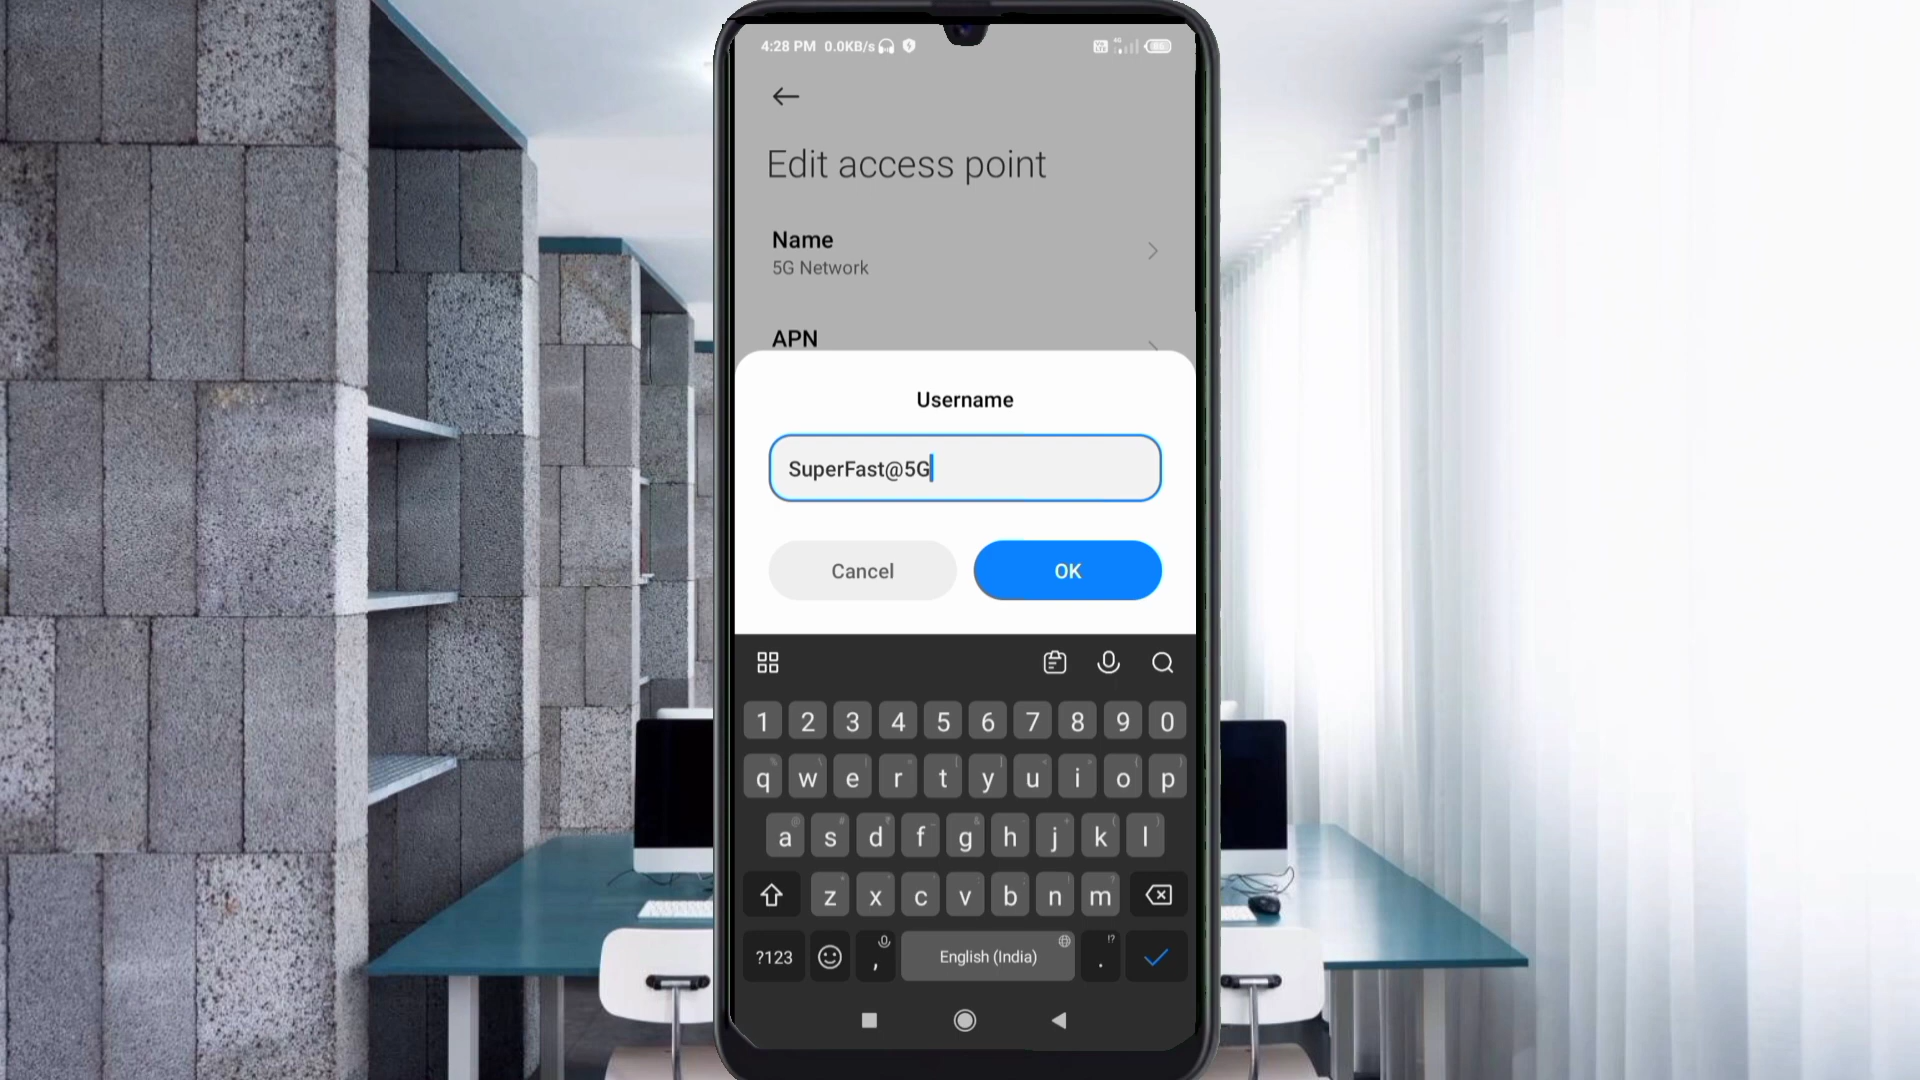 4:28 PM 0.0KB/s
Edit access point
Name
5G Network
APN
Username
SuperFast@5G
Cancel
OK
1 2 3 4 5 6 7 8 9 0
q w e r t y u i o p
a s d f g h j k l
z x c v b n m
?123 , English (India) . !?